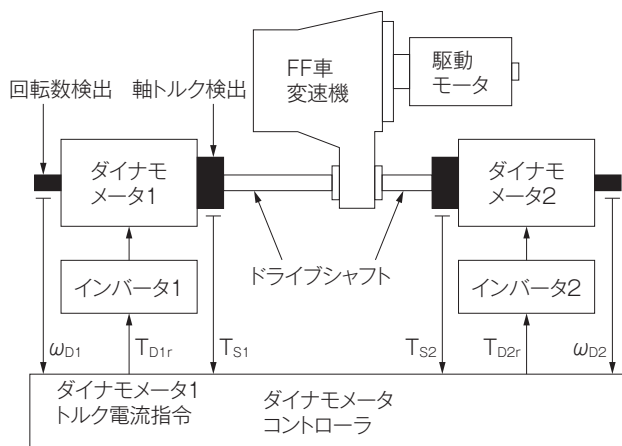 FF車
変速機
駆動
モータ
回転数検出
軸トルク検出
ダイナモ
メータ1
ダイナモ
メータ2
ドライブシャフト
インバータ1
インバータ2
ωD1
TD1r
TS1
TS2
TD2r
ωD2
ダイナモメータ1
トルク電流指令
ダイナモメータ
コントローラ